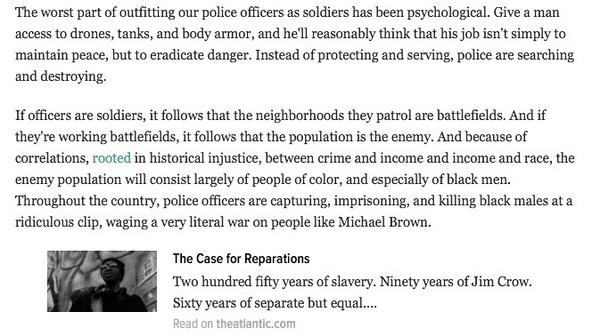 The worst part of outfitting our police officers as soldiers has been psychological. Give a man
access to drones, tanks, and body armor, and he'll reasonably think that his job isn't simply to
maintain peace, but to eradicate danger. Instead of protecting and serving, police are searching
and destroying.
If officers are soldiers, it follows that the neighborhoods they patrol are battlefields. And if
they're working battlefields, it follows that the population is the enemy. And because of
correlations, rooted in historical injustice, between crime and income and income and race, the
enemy population will consist largely of people of color, and especially of black men.
Throughout the country, police officers are capturing, imprisoning, and killing black males at a
ridiculous clip, waging a very literal war on people like Michael Brown.
The Case for Reparations
Two hundred fifty years of slavery. Ninety years of Jim Crow.
Sixty years of separate but equal....
Read on theatlantic.com